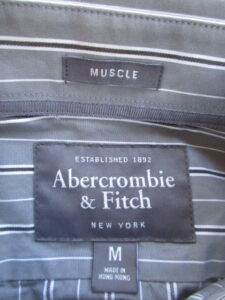 MUSCLE
ESTABLISHED 1892
Abercrombie
& Fitch
NEW YORK
M
MADE IN
HONG KONG